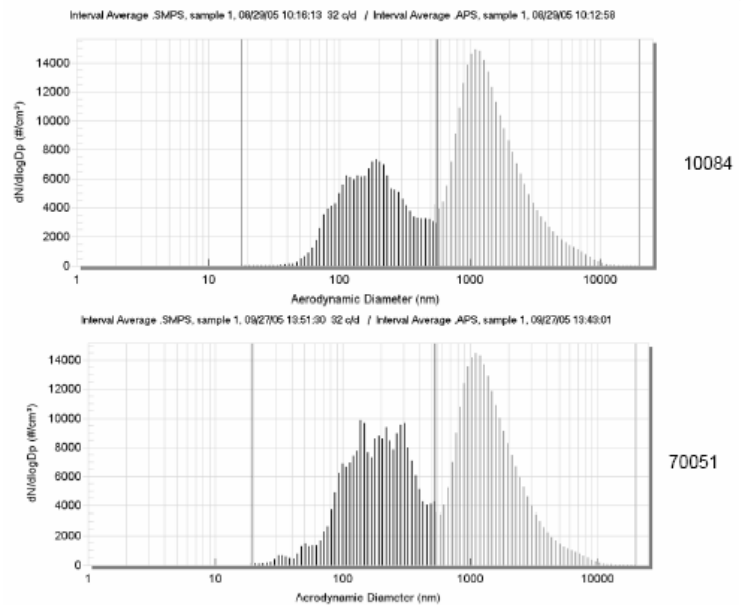 Interval Average .SMPS, sample 1, 08/29/05 10:16:13 32 c/d / Interval Average .APS, sample 1, 08/29/05 10:12:58
14000
12000
10000
8000
6000
4000
2000
0
dN/dlogDp (#/cm³)
1 10 100 1000 10000
Aerodynamic Diameter (nm)
10084
Interval Average .SMPS, sample 1, 09/27/05 13:51:30 32 c/d / Interval Average .APS, sample 1, 09/27/05 13:43:01
14000
12000
10000
8000
6000
4000
2000
0
dN/dlogDp (#/cm³)
1 10 100 1000 10000
Aerodynamic Diameter (nm)
70051